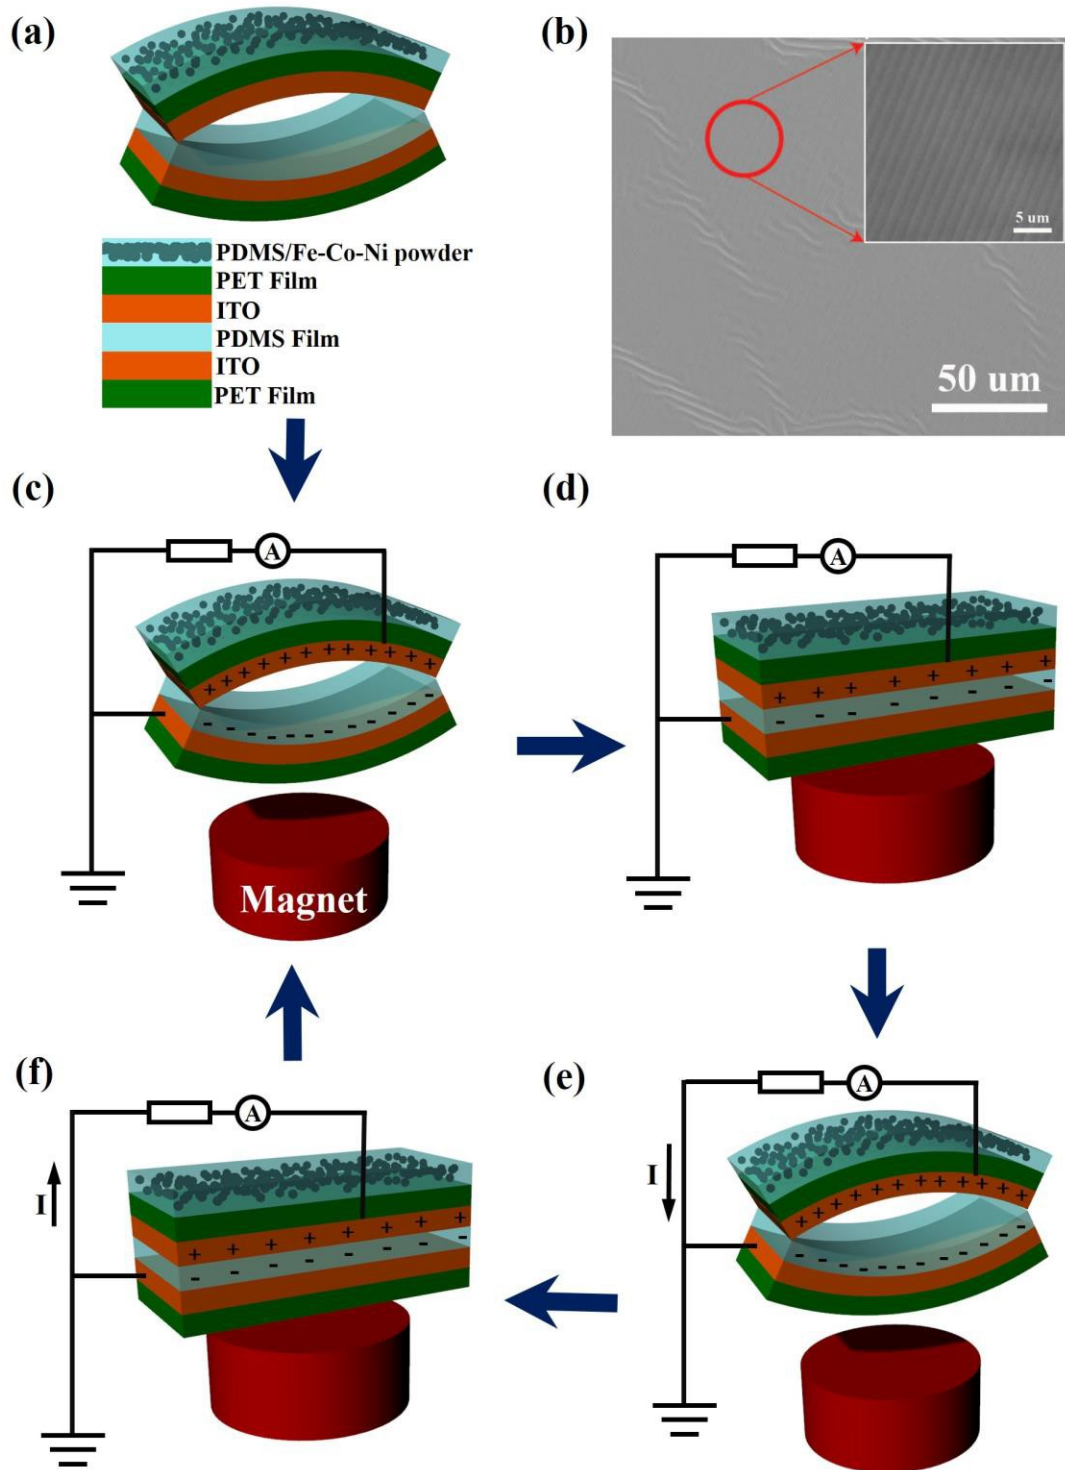 (a)
PDMS/Fe-Co-Ni powder
PET Film
ITO
PDMS Film
ITO
PET Film
(b)
5 um
50 um
(c)
A
+ + + + + + + + + + + +
- - - - - - - - - -
Magnet
(d)
A
+ + + + + + +
- - - - - - -
(e)
A
I
+ + + + + + + + + + + +
- - - - - - - - - -
(f)
A
I
+ + + + + + +
- - - - - - -